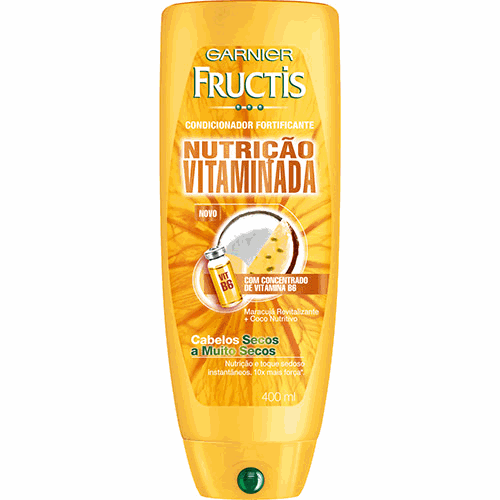 GARNIER
FRUCTIS
CONDICIONADOR FORTIFICANTE
NUTRIÇÃO
VITAMINADA
NOVO
VIT
B6
COM CONCENTRADO
DE VITAMINA B6
Maracujá Revitalizante
+ Coco Nutritivo
Cabelos Secos
a Muito Secos
Nutrição e toque sedoso
instantâneos. 10x mais força*.
400 ml